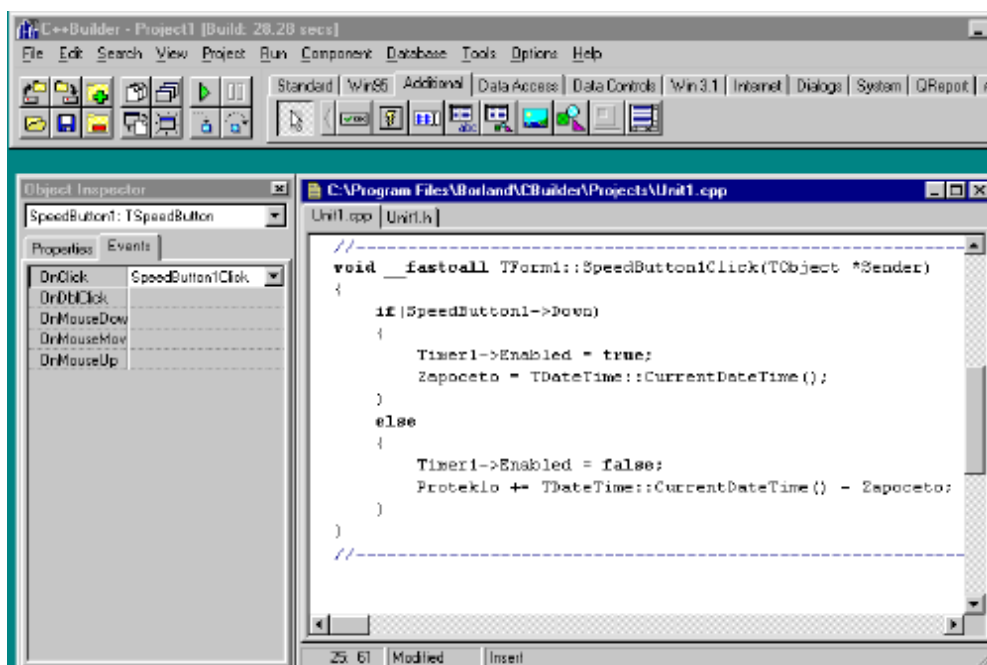 C++Builder - Project1 [Build: 28.28 secs]
File Edit Search View Project Run Component Database Tools Options Help
Standard Win95 Additional Data Access Data Controls Win 3.1 Internet Dialogs System QReport
Object Inspector
SpeedButton1: TSpeedButton
Properties Events
OnClick SpeedButton1Click
OnDblClick
OnMouseDow
OnMouseMov
OnMouseUp
C:\Program Files\Borland\CBuilder\Projects\Unit1.cpp
Unit1.cpp Unit1.h
//----------------------------------------------------------
void __fastcall TForm1::SpeedButton1Click(TObject *Sender)
{
if(SpeedButton1->Down)
{
Timer1->Enabled = true;
Zapoceto = TDateTime::CurrentDateTime();
}
else
{
Timer1->Enabled = false;
Proteklo += TDateTime::CurrentDateTime() - Zapoceto;
}
}
//----------------------------------------------------------
25: 61 Modified Insert